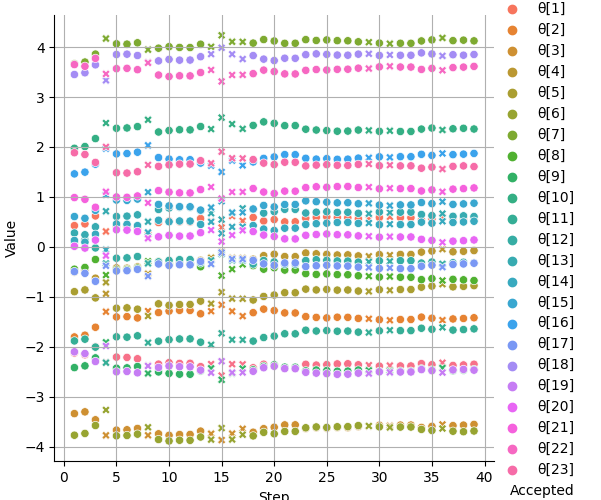 4
3
2
1
0
−1
−2
−3
−4
Value
0
5
10
15
20
25
30
35
40
Step
θ[1]
θ[2]
θ[3]
θ[4]
θ[5]
θ[6]
θ[7]
θ[8]
θ[9]
θ[10]
θ[11]
θ[12]
θ[13]
θ[14]
θ[15]
θ[16]
θ[17]
θ[18]
θ[19]
θ[20]
θ[21]
θ[22]
θ[23]
Accepted